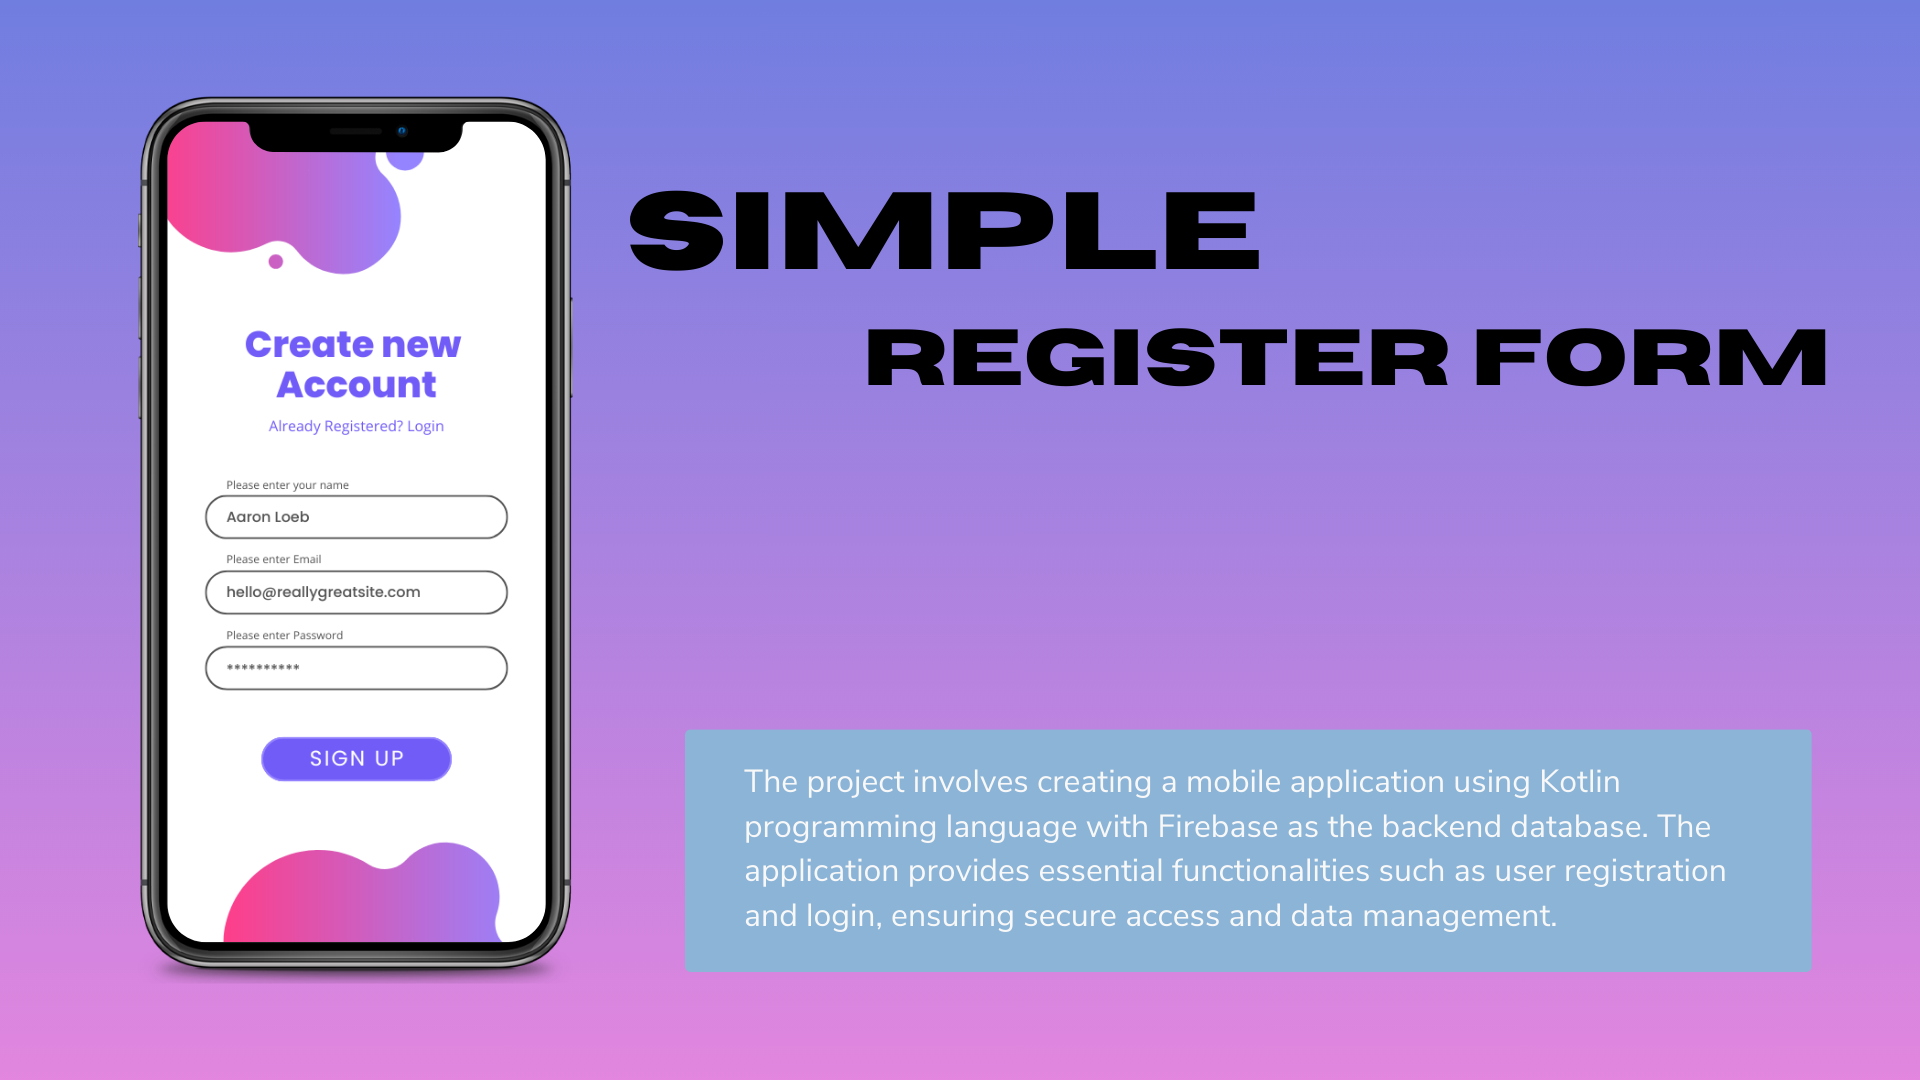 Create new
Account
Already Registered? Login
Please enter your name
Aaron Loeb
Please enter Email
hello@reallygreatsite.com
Please enter Password
**********
SIGN UP
SIMPLE
REGISTER FORM
The project involves creating a mobile application using Kotlin
programming language with Firebase as the backend database. The
application provides essential functionalities such as user registration
and login, ensuring secure access and data management.